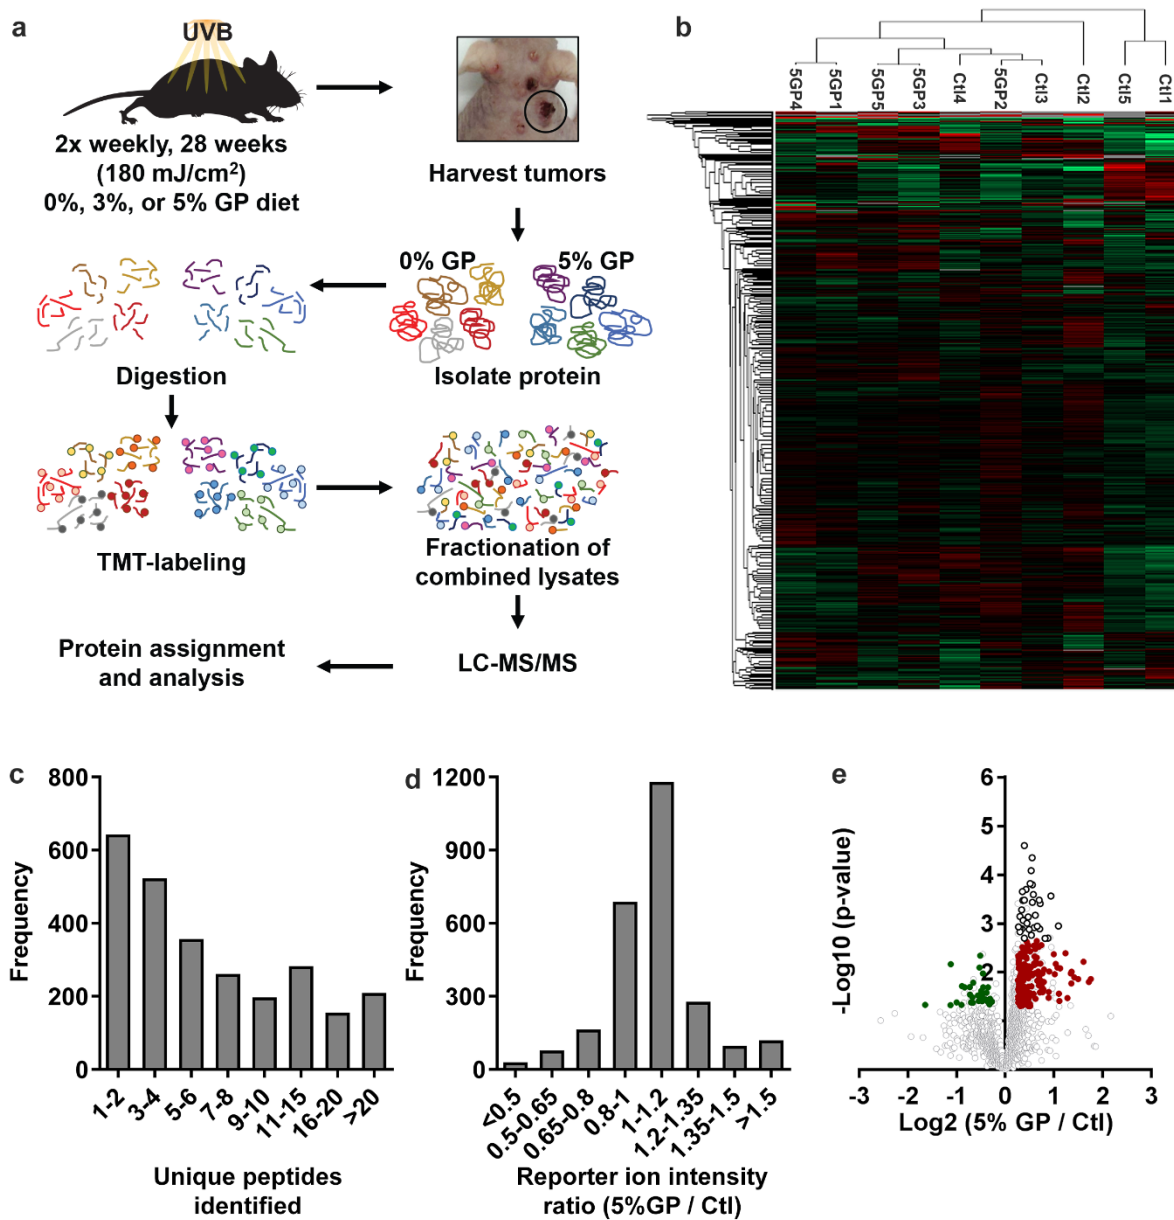 a
UVB
2x weekly, 28 weeks
(180 mJ/cm²)
0%, 3%, or 5% GP diet
Harvest tumors
0% GP
5% GP
Digestion
Isolate protein
TMT-labeling
Fractionation of
combined lysates
Protein assignment
and analysis
LC-MS/MS
b
5GP4
5GP1
5GP5
5GP3
Ctl4
5GP2
Ctl3
Ctl2
Ctl5
Ctl1
c
Frequency
800
600
400
200
0
1-2
3-4
5-6
7-8
9-10
11-15
16-20
>20
Unique peptides
identified
d
Frequency
1200
900
600
300
0
<0.5
0.5-0.65
0.65-0.8
0.8-1
1-1.2
1.2-1.35
1.35-1.5
>1.5
Reporter ion intensity
ratio (5%GP / Ctl)
e
-Log10 (p-value)
6
5
4
3
2
1
0
-3
-2
-1
0
1
2
3
Log2 (5% GP / Ctl)